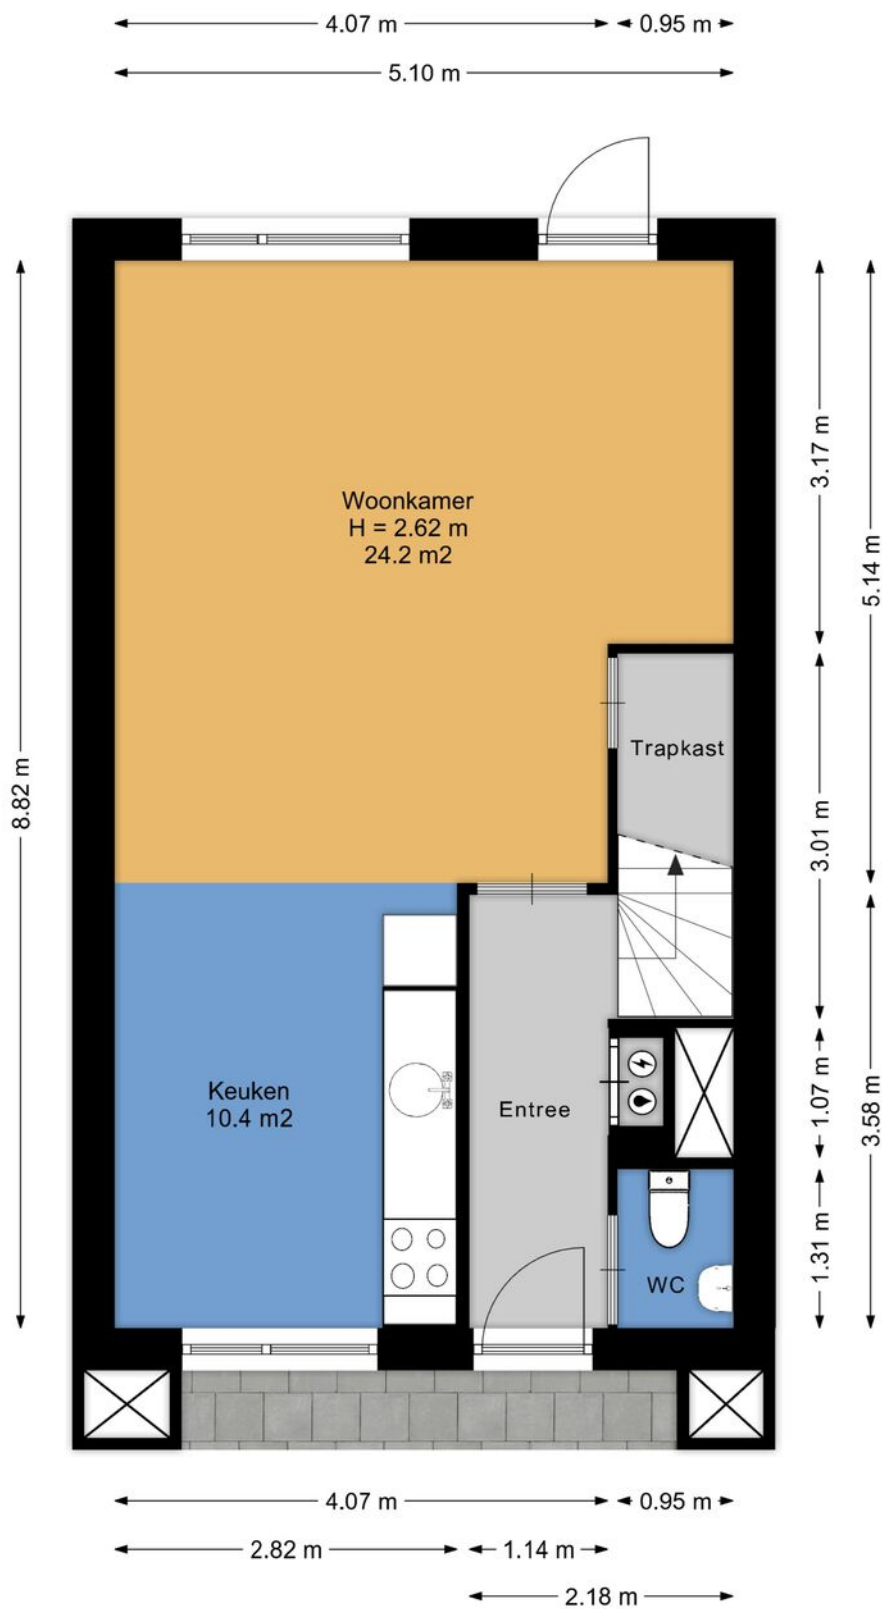 4.07 m
0.95 m
5.10 m
3.17 m
5.14 m
Woonkamer
H = 2.62 m
24.2 m2
Trapkast
8.82 m
3.01 m
Keuken
10.4 m2
Entree
1.07 m
3.58 m
WC
1.31 m
4.07 m
0.95 m
2.82 m
1.14 m
2.18 m